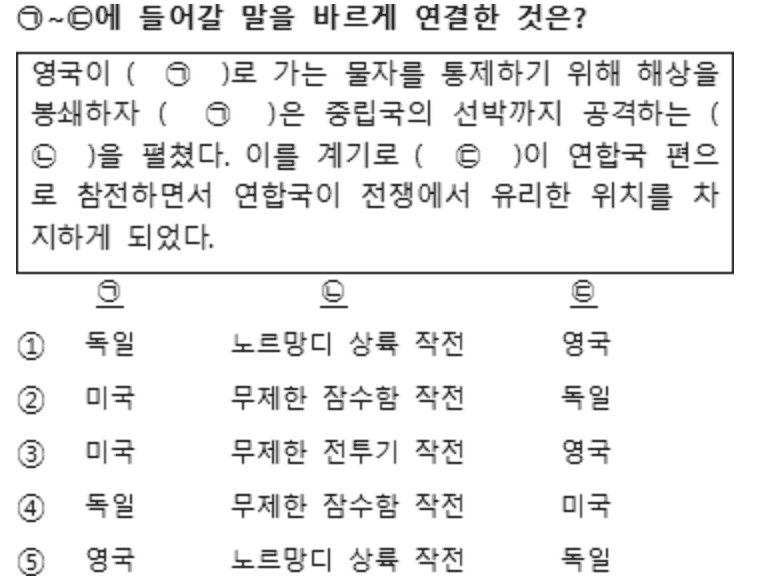 ㉠~㉢에 들어갈 말을 바르게 연결한 것은?
영국이 ( ㉠ )로 가는 물자를 통제하기 위해 해상을
봉쇄하자 ( ㉠ )은 중립국의 선박까지 공격하는 (
㉡ )을 펼쳤다. 이를 계기로 ( ㉢ )이 연합국 편으
로 참전하면서 연합국이 전쟁에서 유리한 위치를 차
지하게 되었다.
㉠ ㉡ ㉢
① 독일 노르망디 상륙 작전 영국
② 미국 무제한 잠수함 작전 독일
③ 미국 무제한 전투기 작전 영국
④ 독일 무제한 잠수함 작전 미국
⑤ 영국 노르망디 상륙 작전 독일